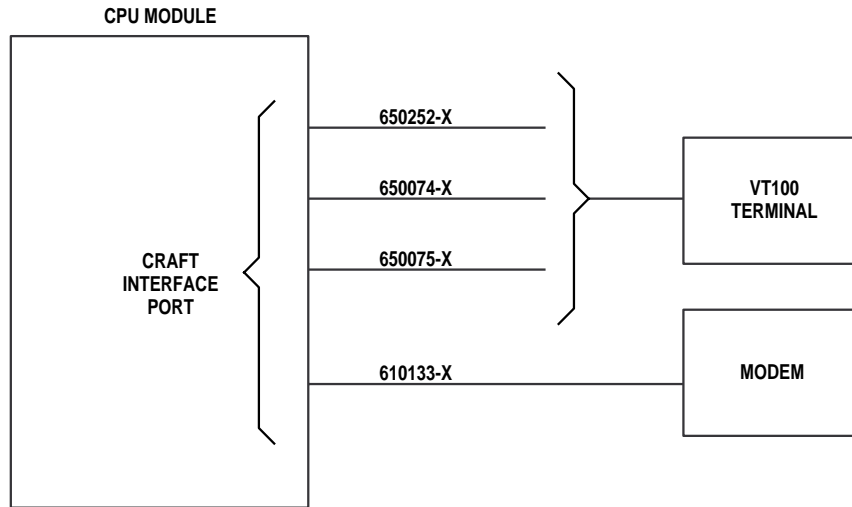 CPU MODULE
650252-X
650074-X
650075-X
610133-X
CRAFT
INTERFACE
PORT
VT100
TERMINAL
MODEM